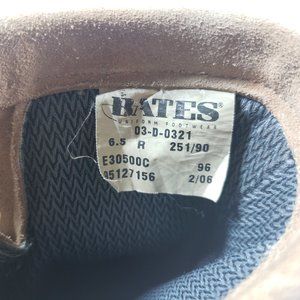 BATES®
UNIFORM FOOTWEAR
03-D-0321
6.5 R 251/90
E30500C 96
05127156 2/06